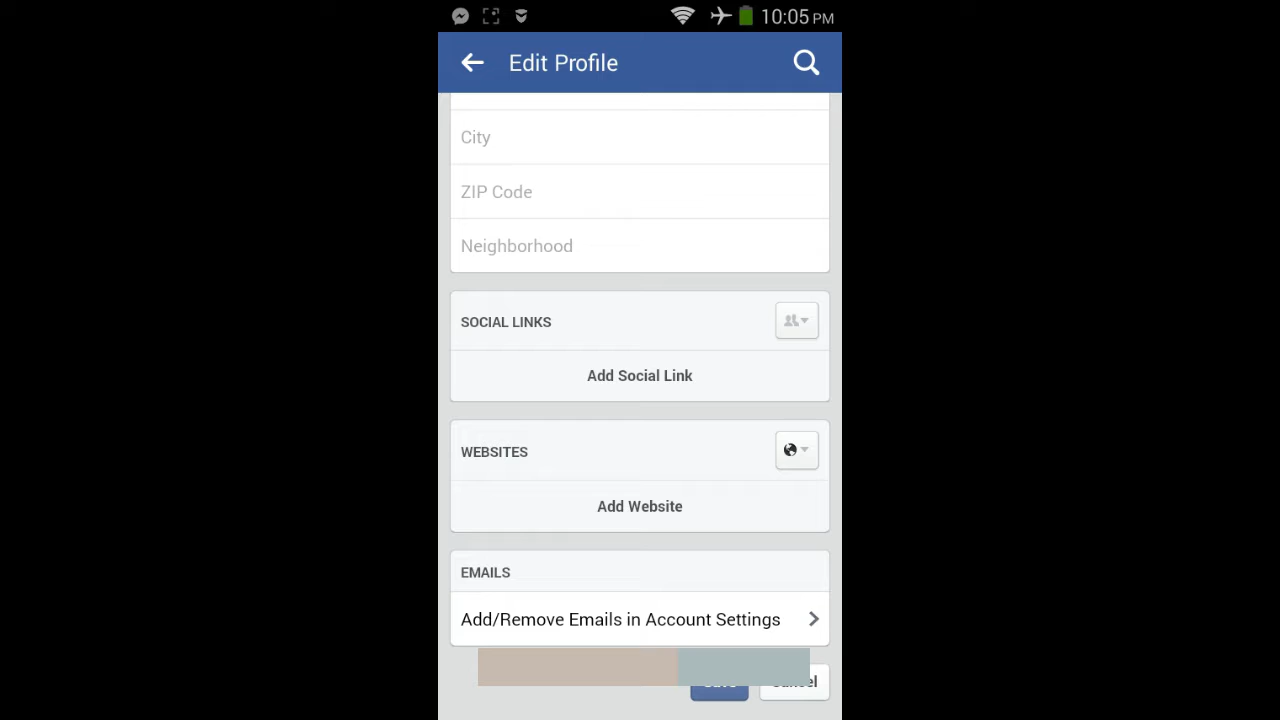 10:05 PM
Edit Profile
City
ZIP Code
Neighborhood
SOCIAL LINKS
Add Social Link
WEBSITES
Add Website
EMAILS
Add/Remove Emails in Account Settings